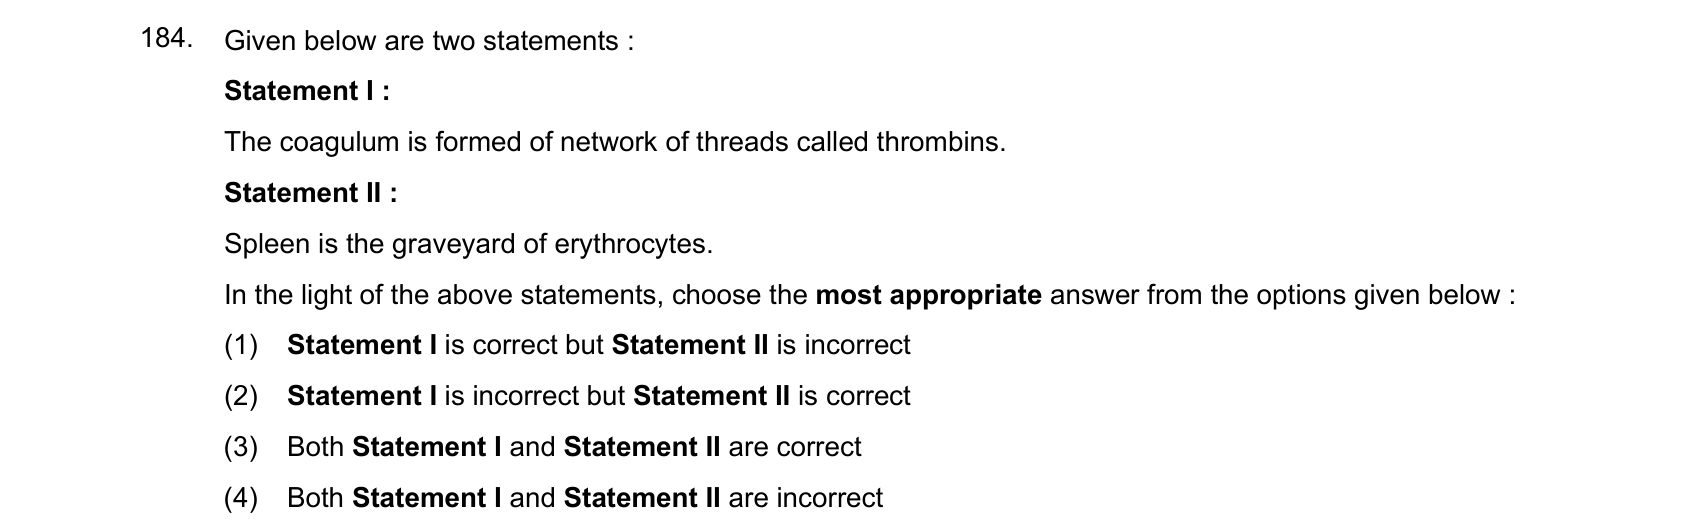 184. Given below are two statements :
Statement I :
The coagulum is formed of network of threads called thrombins.
Statement II :
Spleen is the graveyard of erythrocytes.
In the light of the above statements, choose the most appropriate answer from the options given below :
(1) Statement I is correct but Statement II is incorrect
(2) Statement I is incorrect but Statement II is correct
(3) Both Statement I and Statement II are correct
(4) Both Statement I and Statement II are incorrect